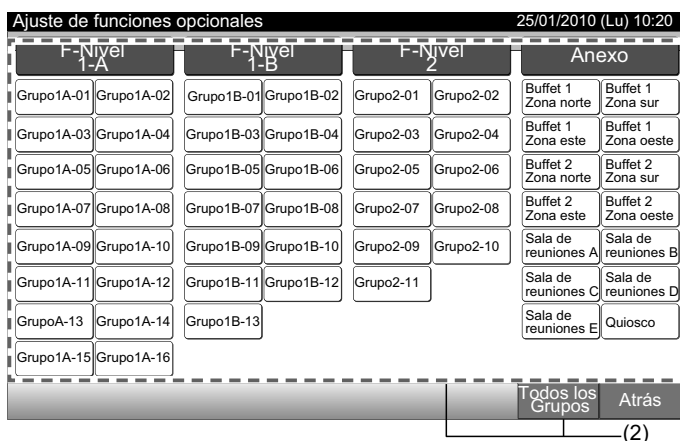 Ajuste de funciones opcionales 25/01/2010 (Lu) 10:20
F-Nivel
1-A
F-Nivel
1-B
F-Nivel
2
Anexo
Grupo1A-01 Grupo1A-02 Grupo1B-01 Grupo1B-02 Grupo2-01 Grupo2-02
Buffet 1
Zona norte
Buffet 1
Zona sur
Grupo1A-03 Grupo1A-04 Grupo1B-03 Grupo1B-04 Grupo2-03 Grupo2-04
Buffet 1
Zona este
Buffet 1
Zona oeste
Grupo1A-05 Grupo1A-06 Grupo1B-05 Grupo1B-06 Grupo2-05 Grupo2-06
Buffet 2
Zona norte
Buffet 2
Zona sur
Grupo1A-07 Grupo1A-08 Grupo1B-07 Grupo1B-08 Grupo2-07 Grupo2-08
Buffet 2
Zona este
Buffet 2
Zona oeste
Grupo1A-09 Grupo1A-10 Grupo1B-09 Grupo1B-10 Grupo2-09 Grupo2-10
Sala de
reuniones A
Sala de
reuniones B
Grupo1A-11 Grupo1A-12 Grupo1B-11 Grupo1B-12 Grupo2-11
Sala de
reuniones C
Sala de
reuniones D
GrupoA-13 Grupo1A-14 Grupo1B-13
Sala de
reuniones E
Quiosco
Grupo1A-15 Grupo1A-16
Todos los
Grupos
Atrás
(2)